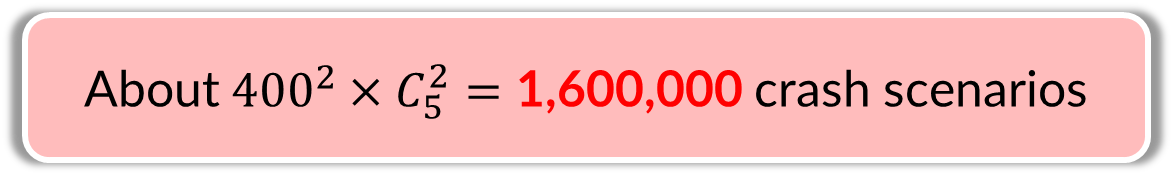 About 400² × C₅² = 1,600,000 crash scenarios